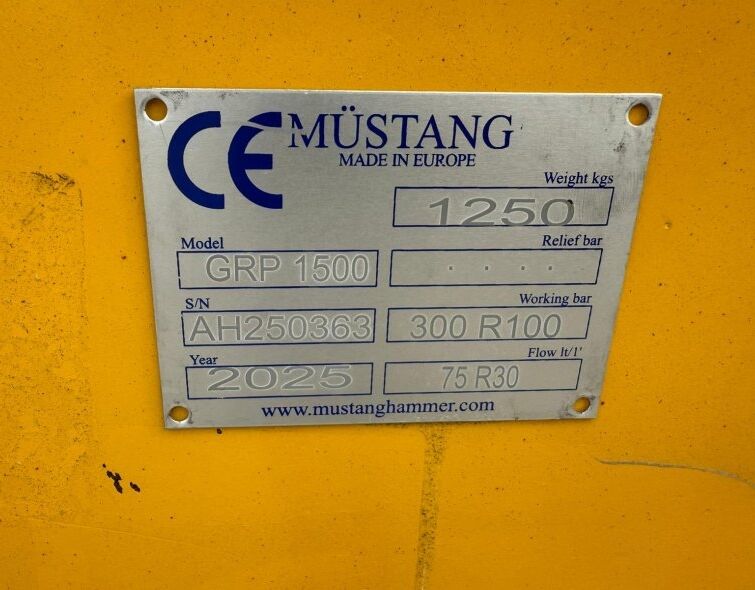 CE MÜSTANG
MADE IN EUROPE
Weight kgs
1250
Model
GRP 1500
Relief bar
. . . .
S/N
AH250363
Working bar
300 R100
Year
2025
Flow lt/1'
75 R30
www.mustanghammer.com